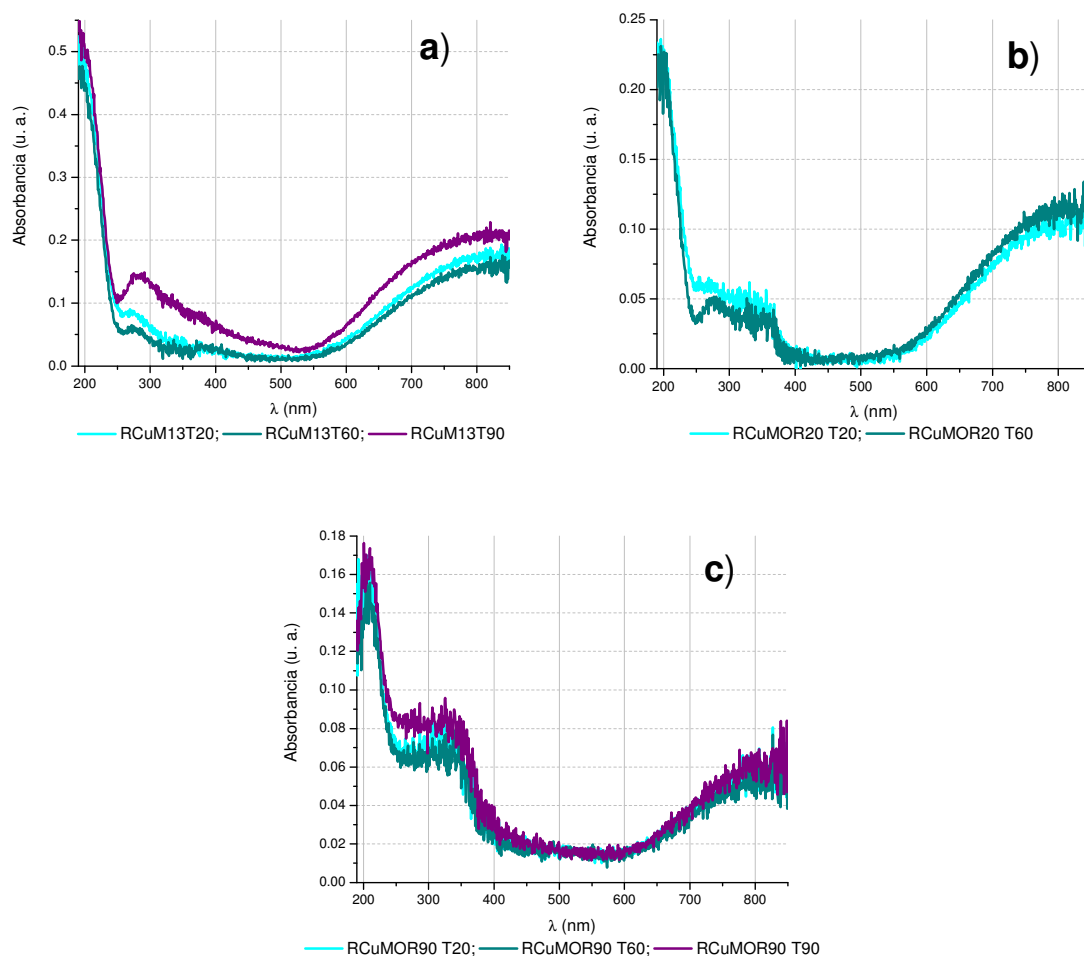 a)
Absorbancia (u. a.)
0.5
0.4
0.3
0.2
0.1
0.0
200 300 400 500 600 700 800
λ (nm)
RCuM13T20; RCuM13T60; RCuM13T90
b)
Absorbancia (u. a.)
0.25
0.20
0.15
0.10
0.05
0.00
200 300 400 500 600 700 800
λ (nm)
RCuMOR20 T20; RCuMOR20 T60
c)
Absorbancia (u. a.)
0.18
0.16
0.14
0.12
0.10
0.08
0.06
0.04
0.02
0.00
200 300 400 500 600 700 800
λ (nm)
RCuMOR90 T20; RCuMOR90 T60; RCuMOR90 T90